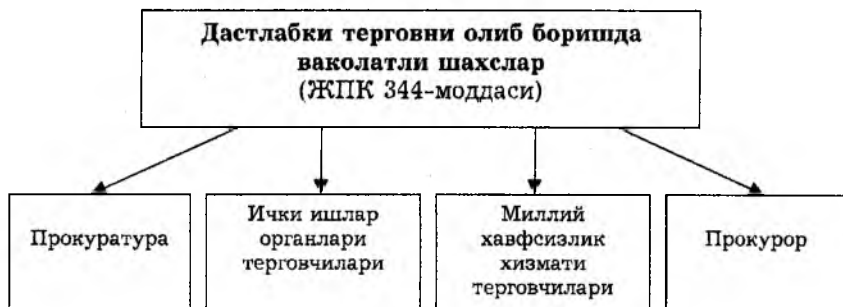 Дастлабки терговни олиб боришда
ваколатли шахслар
(ЖПК 344-моддаси)
Прокуратура
Ички ишлар
органлари
терговчилари
Миллий
хавфсизлик
хизмати
терговчилари
Прокурор